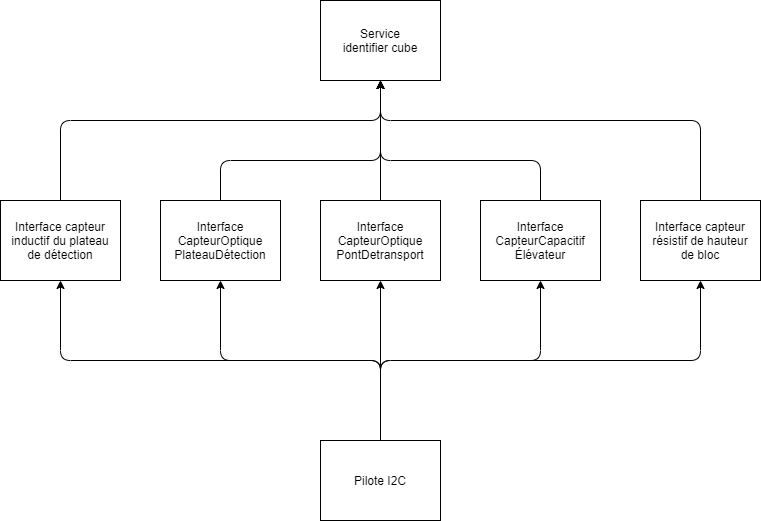 Service
identifier cube
Interface capteur
inductif du plateau
de détection
Interface
CapteurOptique
PlateauDétection
Interface
CapteurOptique
PontDetransport
Interface
CapteurCapacitif
Élévateur
Interface capteur
résistif de hauteur
de bloc
Pilote I2C